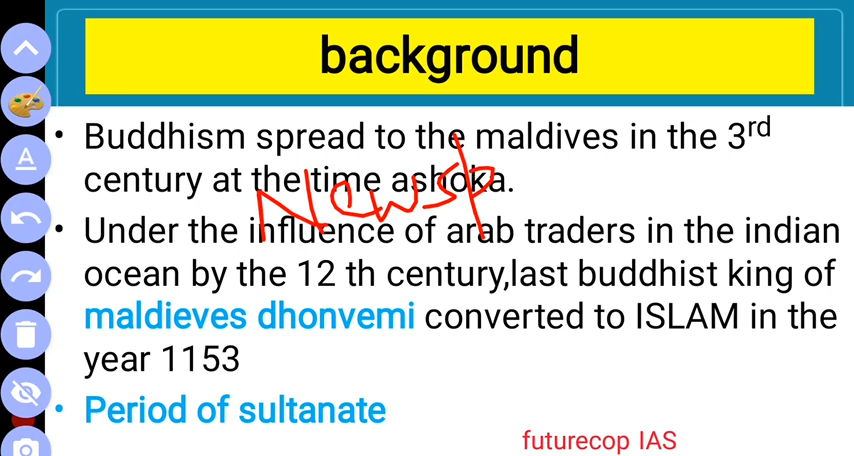 background
• Buddhism spread to the maldives in the 3rd
century at the time ashoka.
Newsp
• Under the influence of arab traders in the indian
ocean by the 12 th century,last buddhist king of
maldieves dhonvemi converted to ISLAM in the
year 1153
• Period of sultanate
futurecop IAS